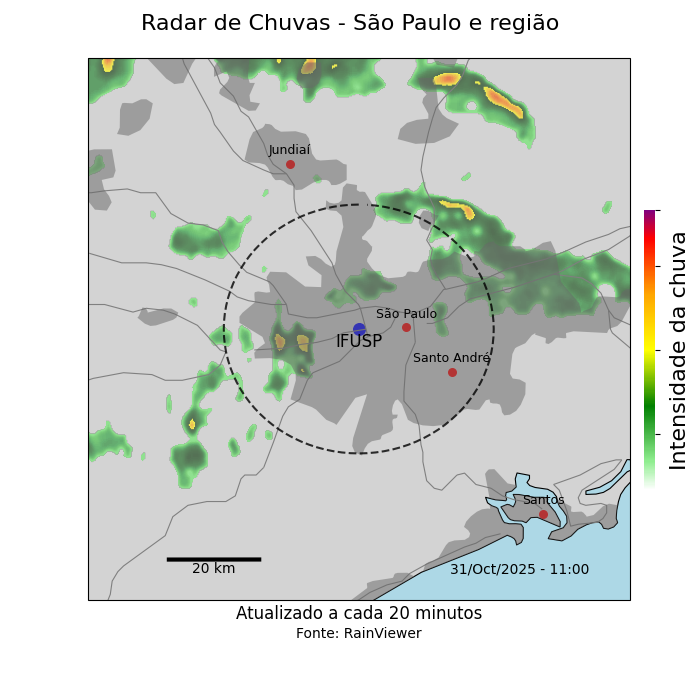 Radar de Chuvas - São Paulo e região
Jundiaí
São Paulo
IFUSP
Santo André
Santos
20 km
31/Oct/2025 - 11:00
Intensidade da chuva
Atualizado a cada 20 minutos
Fonte: RainViewer